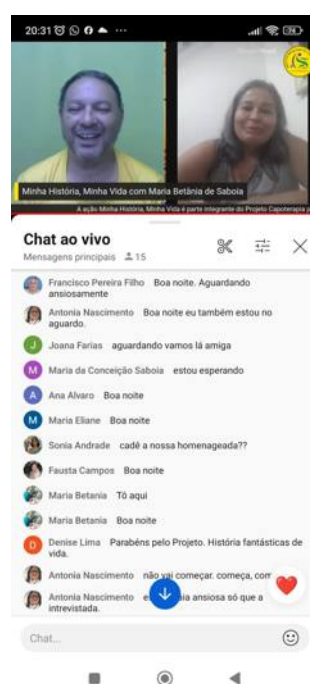 20:31
74
Minha História, Minha Vida com Maria Betânia de Saboia
A ação Minha História, Minha Vida é parte integrante do Projeto Capoterapia p
Chat ao vivo
Mensagens principais 15
Francisco Pereira Filho Boa noite. Aguardando
ansiosamente
Antonia Nascimento Boa noite eu também estou no
aguardo.
J Joana Farias aguardando vamos lá amiga
M Maria da Conceição Saboia estou esperando
A Ana Alvaro Boa noite
M Maria Eliane Boa noite
Sonia Andrade cadê a nossa homenageada??
Fausta Campos Boa noite
Maria Betania Tô aqui
Maria Betania Boa noite
D Denise Lima Parabéns pelo Projeto. História fantásticas de
vida.
Antonia Nascimento não vai começar. começa, com
Antonia Nascimento ansiosa só que a
intrevistada.
Chat...